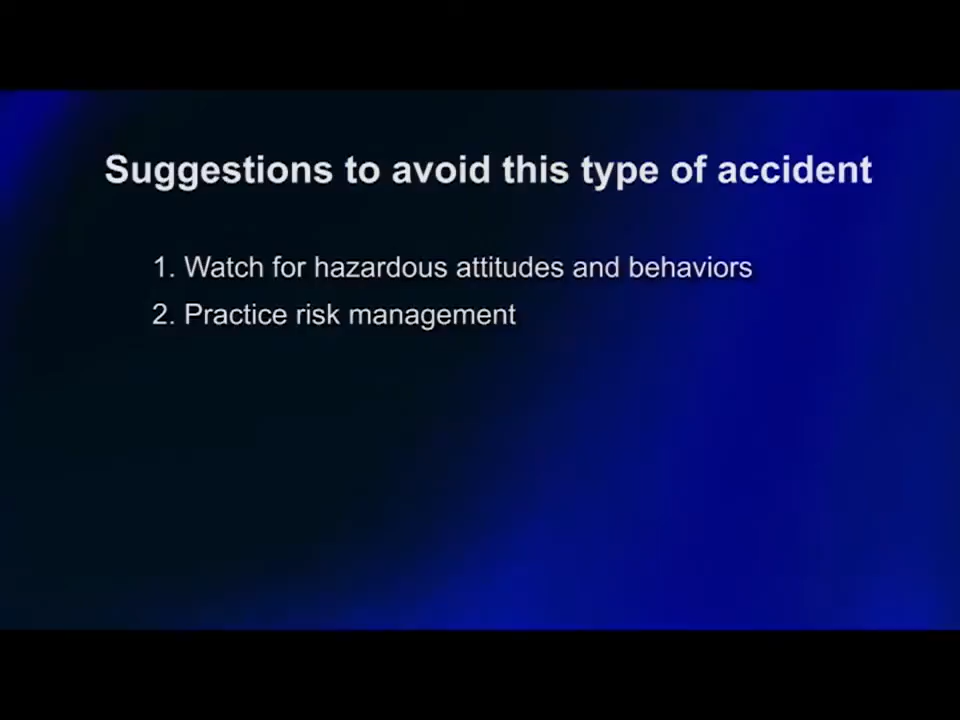 Suggestions to avoid this type of accident
1. Watch for hazardous attitudes and behaviors
2. Practice risk management